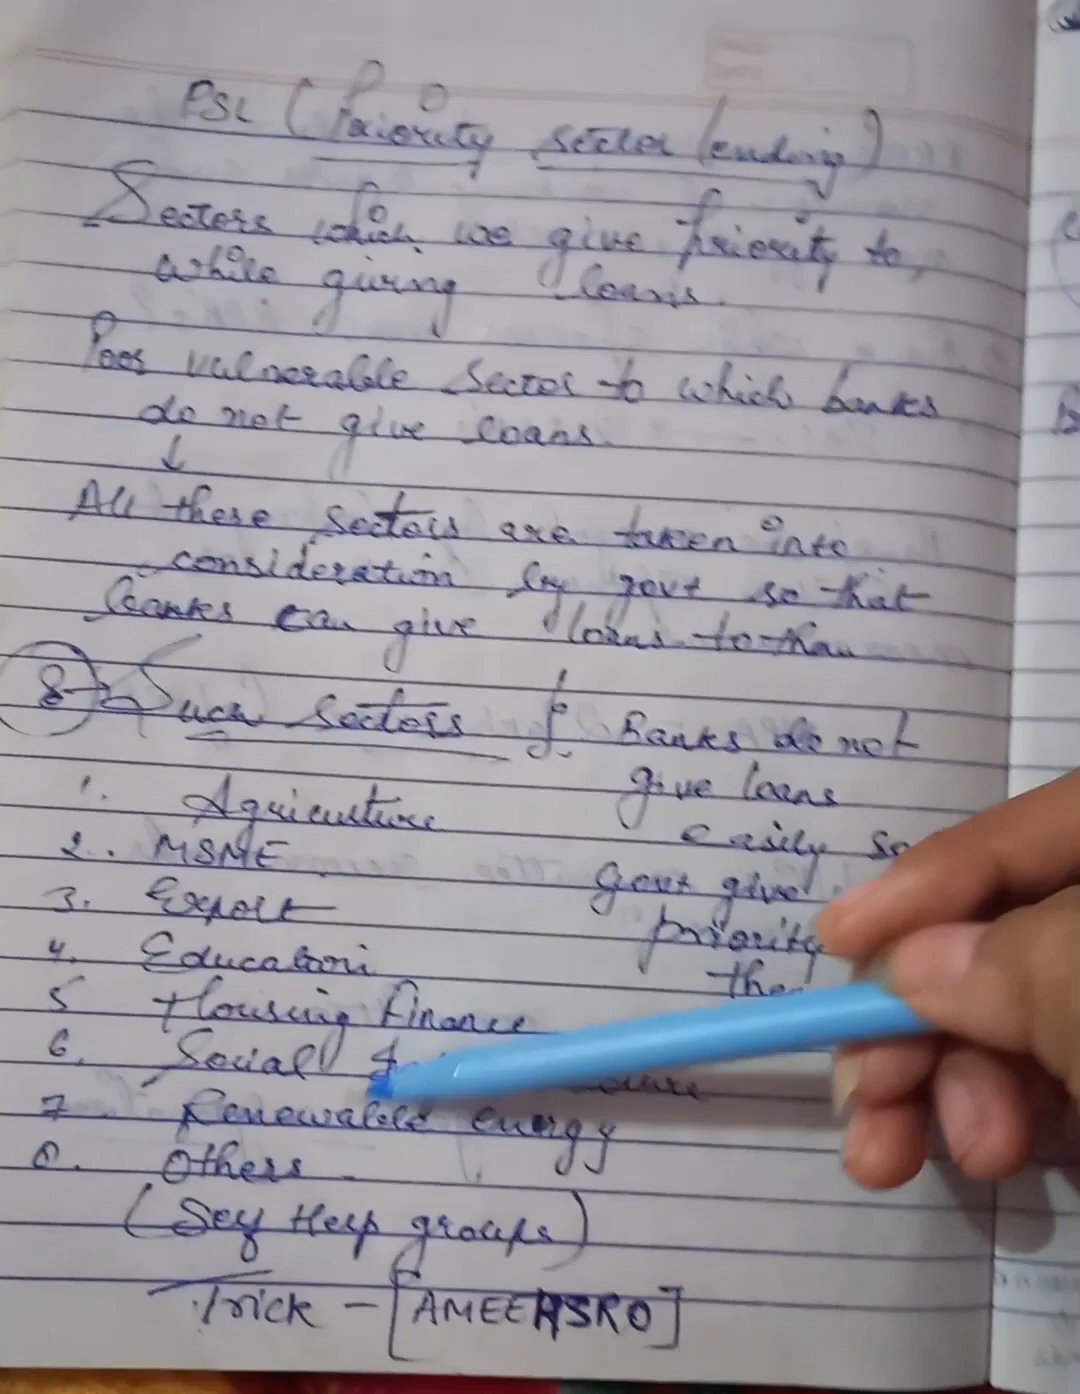 PSL (Priority sector lending)
Sectors which we give priority to,
while giving loans.
Poor vulnerable sector to which banks
do not give loans.
↓
All these sectors are taken into
consideration by govt so that
Banks can give loans to them
8 → Such sectors
1. Agriculture
2. MSME
3. Export
4. Education
5 Housing finance
6. Social
7. Renewable energy
8. Others
(Self Help groups)
Banks do not
give loans
easily so
Govt give
priority
Trick - [AMEEHSRO]